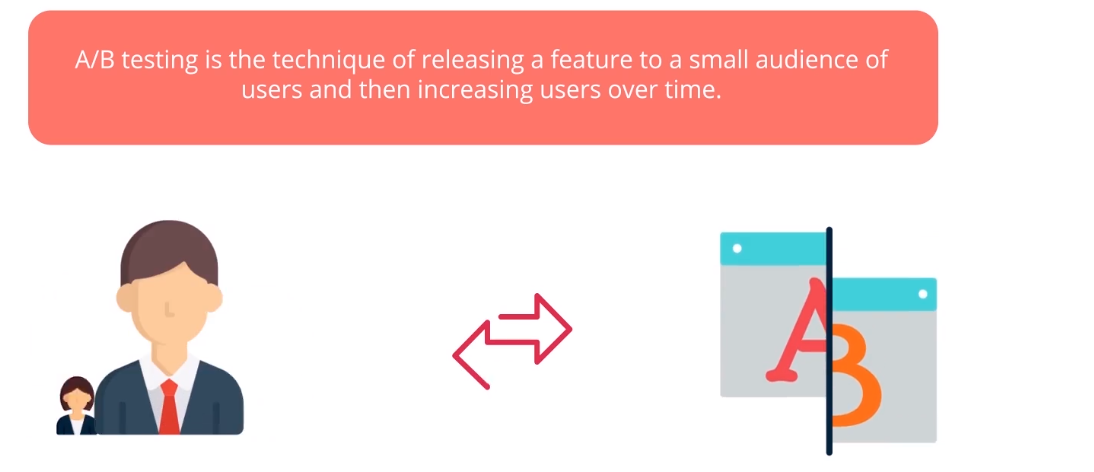 A/B testing is the technique of releasing a feature to a small audience of
users and then increasing users over time.
A
B